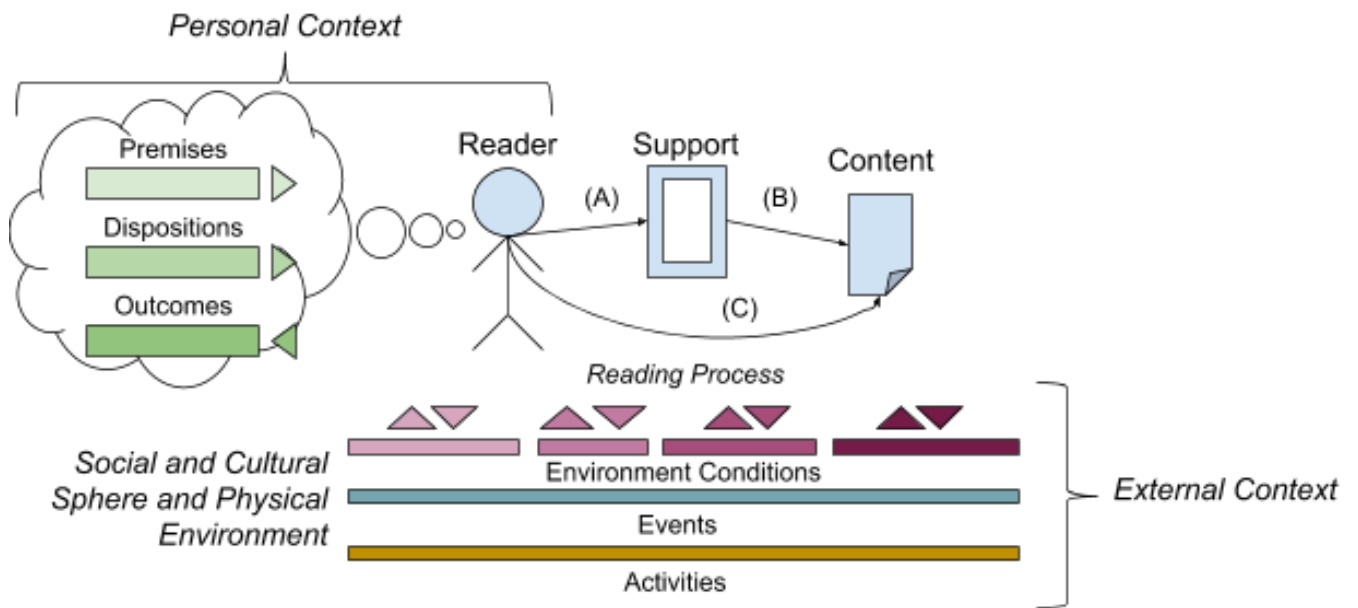 Personal Context
Premises
Dispositions
Outcomes
Reader
Support
Content
(A)
(B)
(C)
Reading Process
Environment Conditions
Events
Activities
Social and Cultural
Sphere and Physical
Environment
External Context